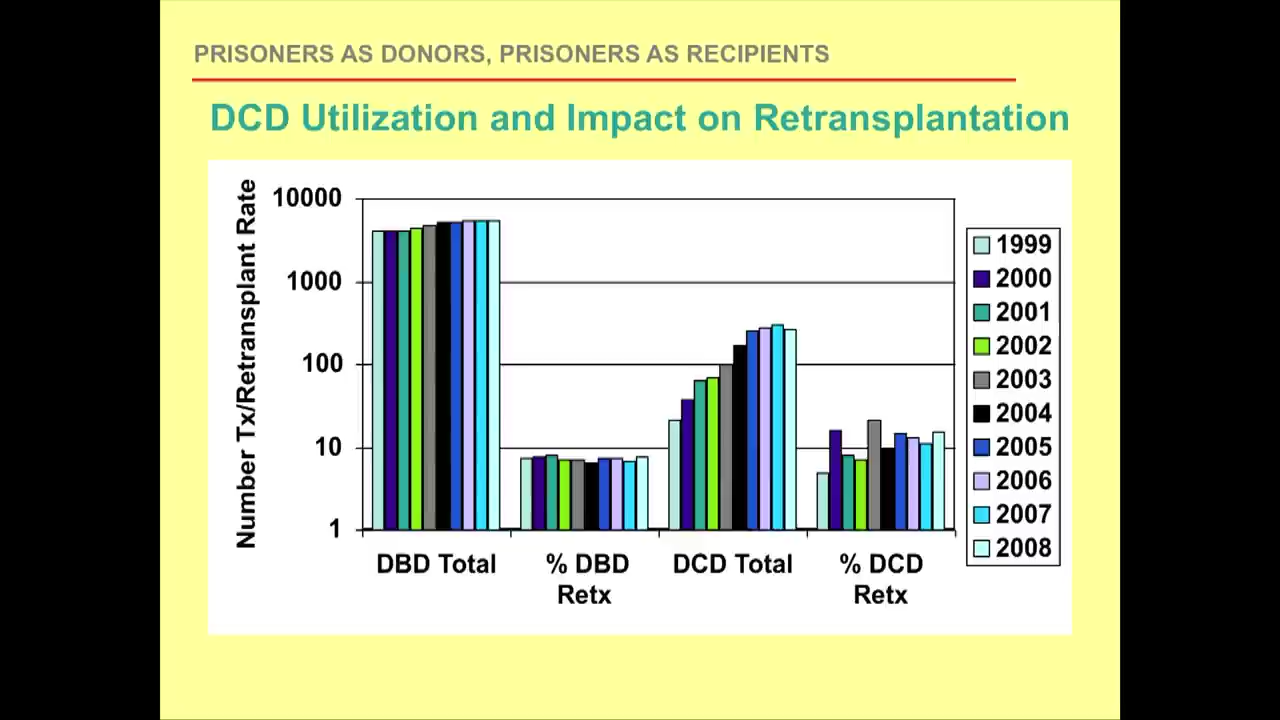 PRISONERS AS DONORS, PRISONERS AS RECIPIENTS
DCD Utilization and Impact on Retransplantation
Number Tx/Retransplant Rate
10000
1000
100
10
1
DBD Total
% DBD
Retx
DCD Total
% DCD
Retx
1999
2000
2001
2002
2003
2004
2005
2006
2007
2008